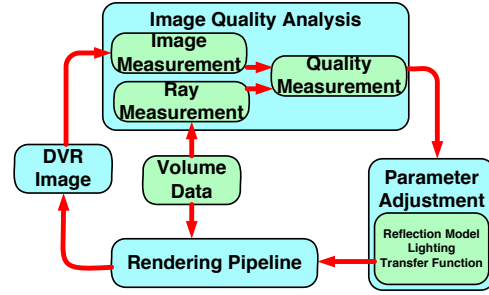 Image Quality Analysis
Image
Measurement
Quality
Measurement
Ray
Measurement
DVR
Image
Volume
Data
Parameter
Adjustment
Reflection Model
Lighting
Transfer Function
Rendering Pipeline